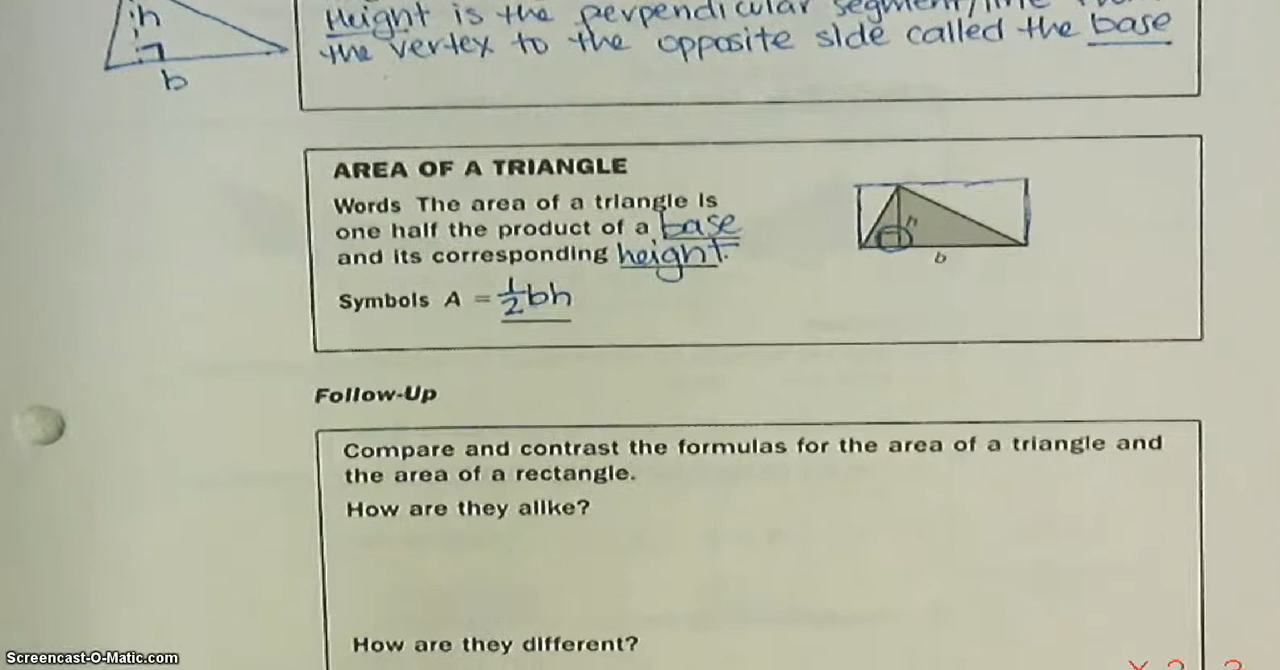 h
b
Height is the perpendicular segment/line
the vertex to the opposite side called the base
AREA OF A TRIANGLE
Words The area of a triangle is
one half the product of a base
and its corresponding height.
Symbols A = 1/2bh
h
b
Follow-Up
Compare and contrast the formulas for the area of a triangle and
the area of a rectangle.
How are they alike?
How are they different?
Screencast-O-Matic.com